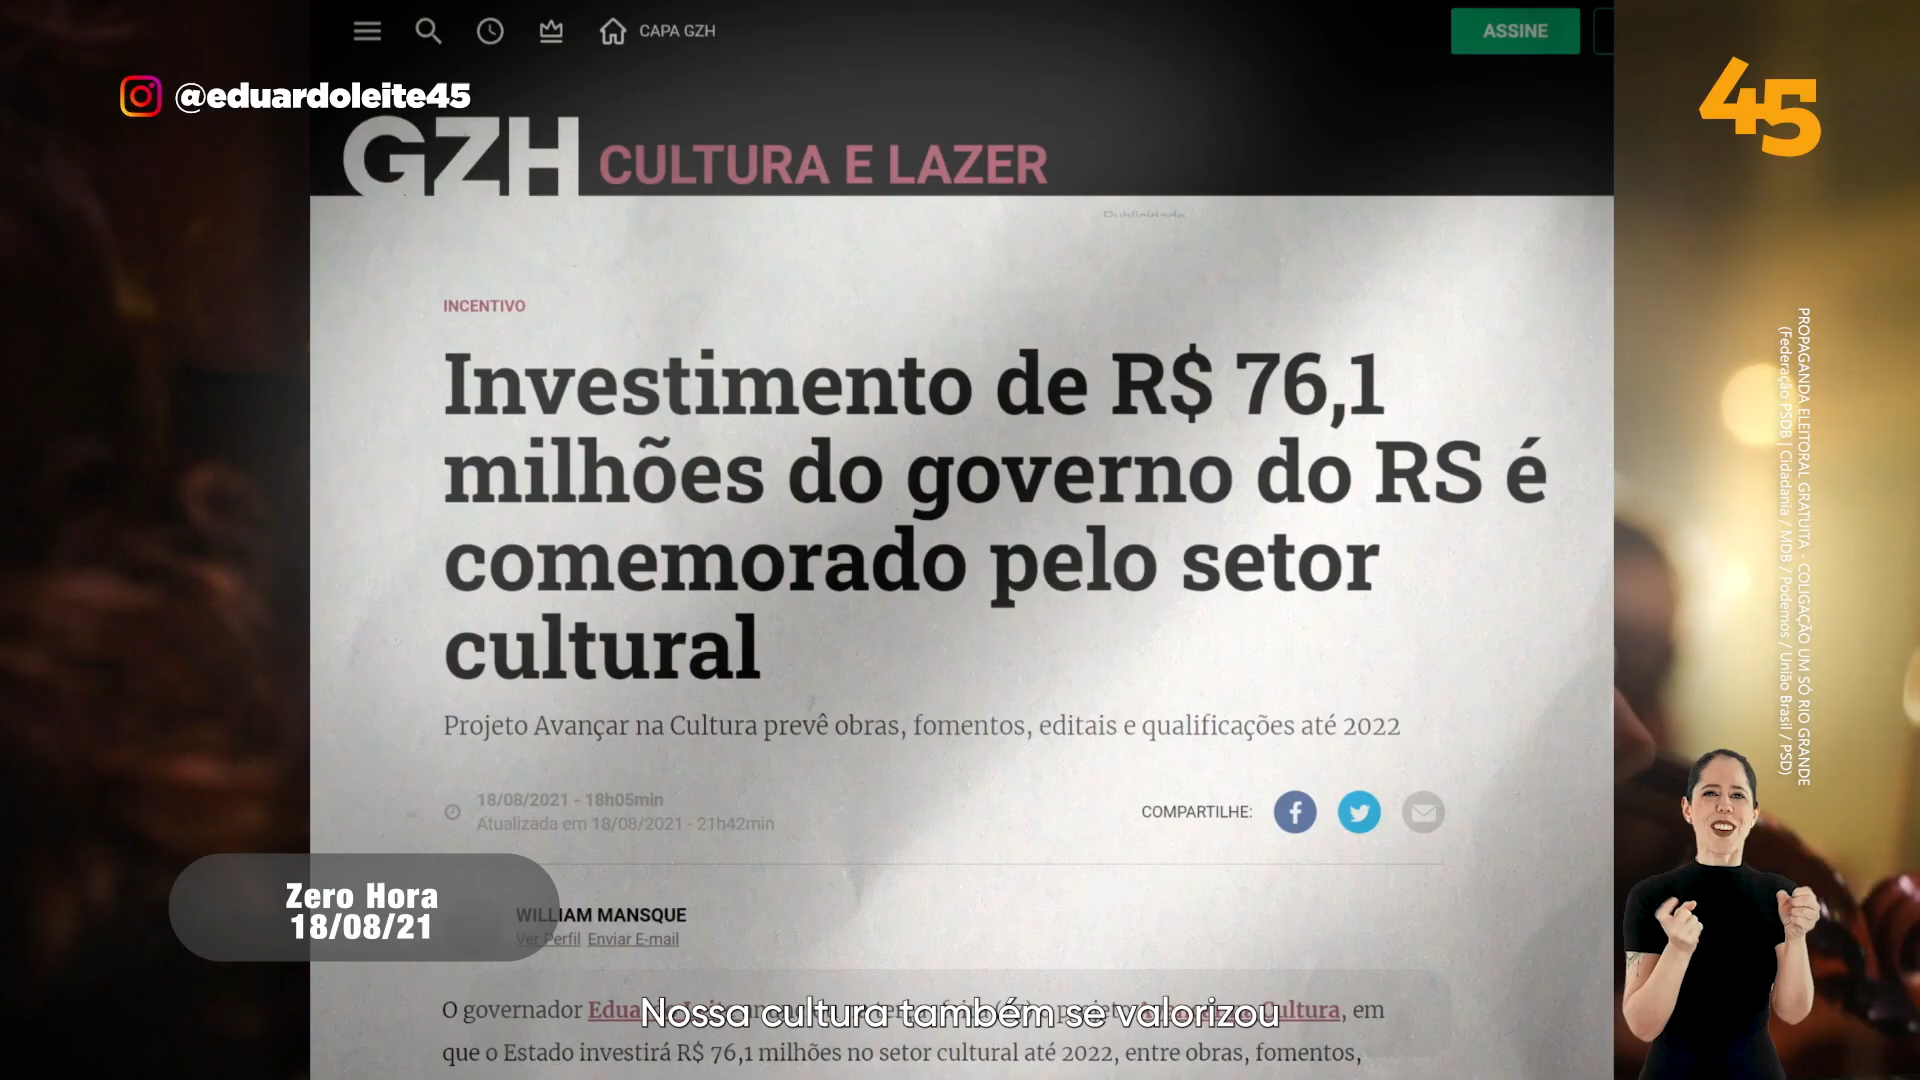 CAPA GZH
ASSINE
@eduardoleite45
45
GZH CULTURA E LAZER
Publicidade
INCENTIVO
Investimento de R$ 76,1
milhões do governo do RS é
comemorado pelo setor
cultural
Projeto Avançar na Cultura prevê obras, fomentos, editais e qualificações até 2022
18/08/2021 - 18h05min
Atualizada em 18/08/2021 - 21h42min
COMPARTILHE:
Zero Hora
18/08/21
WILLIAM MANSQUE
Ver Perfil Enviar E-mail
O governador Cultura, em
Nossa cultura também se valorizou
que o Estado investirá R$ 76,1 milhões no setor cultural até 2022, entre obras, fomentos,
PROPAGANDA ELEITORAL GRATUITA - COLIGAÇÃO UM SÓ RIO GRANDE
(Federação PSDB | Cidadania / MDB / Podemos / União Brasil / PSD)